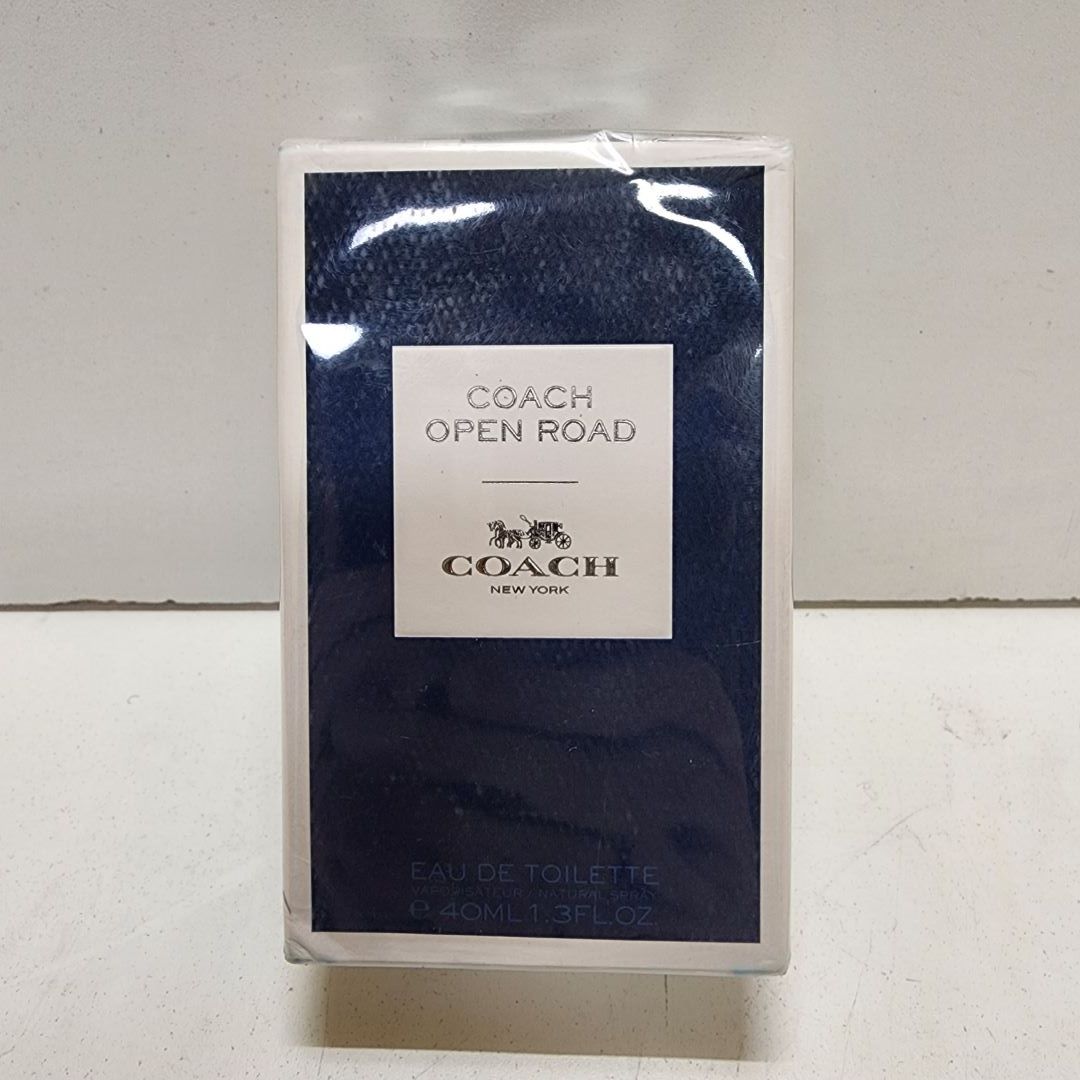 COACH
OPEN ROAD
COACH
NEW YORK
EAU DE TOILETTE
VAPORISATEUR / NATURAL SPRAY
℮ 40ML 1.3FL.OZ